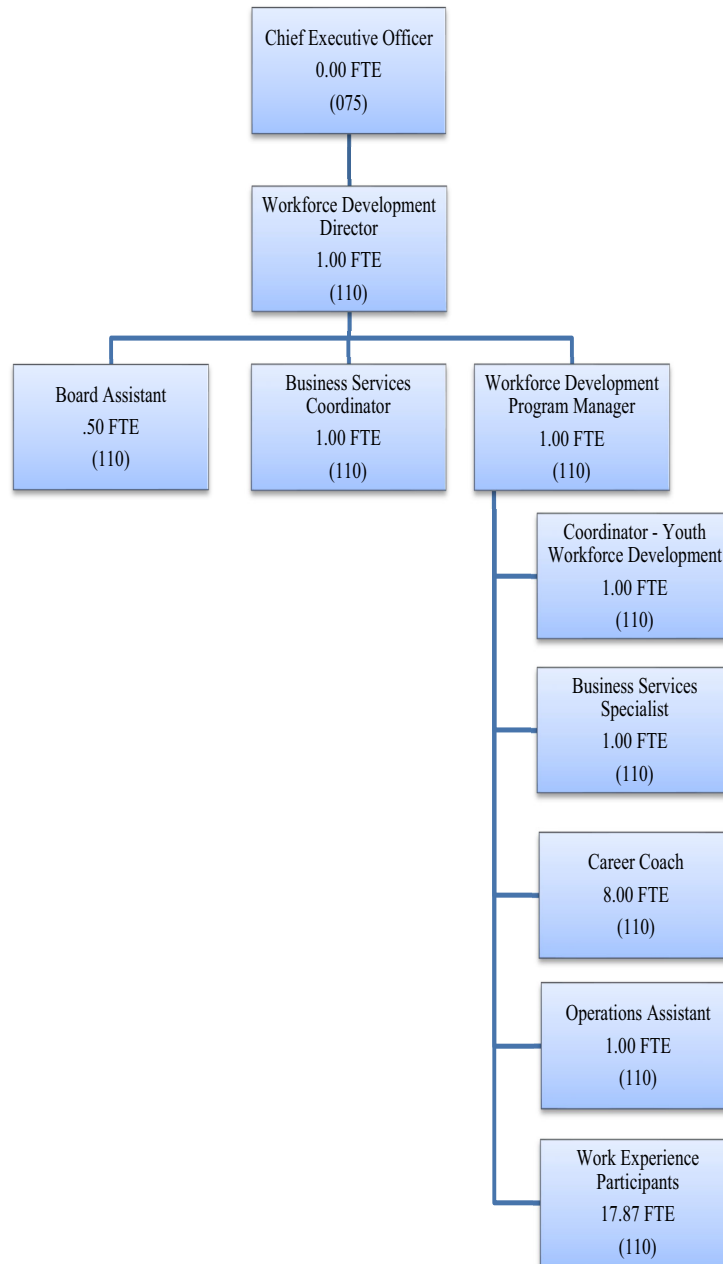 Chief Executive Officer
0.00 FTE
(075)
Workforce Development
Director
1.00 FTE
(110)
Board Assistant
.50 FTE
(110)
Business Services
Coordinator
1.00 FTE
(110)
Workforce Development
Program Manager
1.00 FTE
(110)
Coordinator - Youth
Workforce Development
1.00 FTE
(110)
Business Services
Specialist
1.00 FTE
(110)
Career Coach
8.00 FTE
(110)
Operations Assistant
1.00 FTE
(110)
Work Experience
Participants
17.87 FTE
(110)